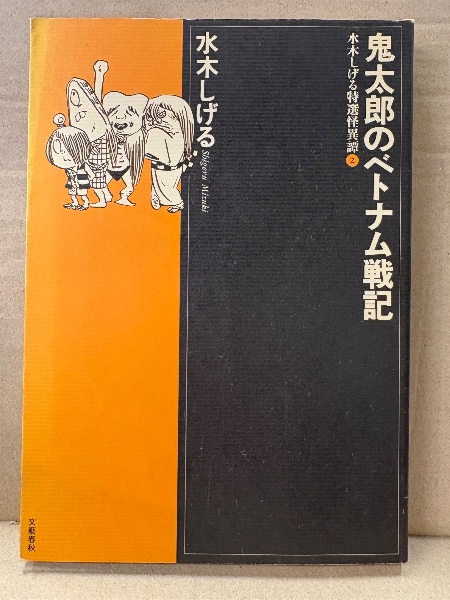 鬼太郎のベトナム戦記
水木しげる特選怪異譚2
水木しげる
Shigeru Mizuki
文藝春秋